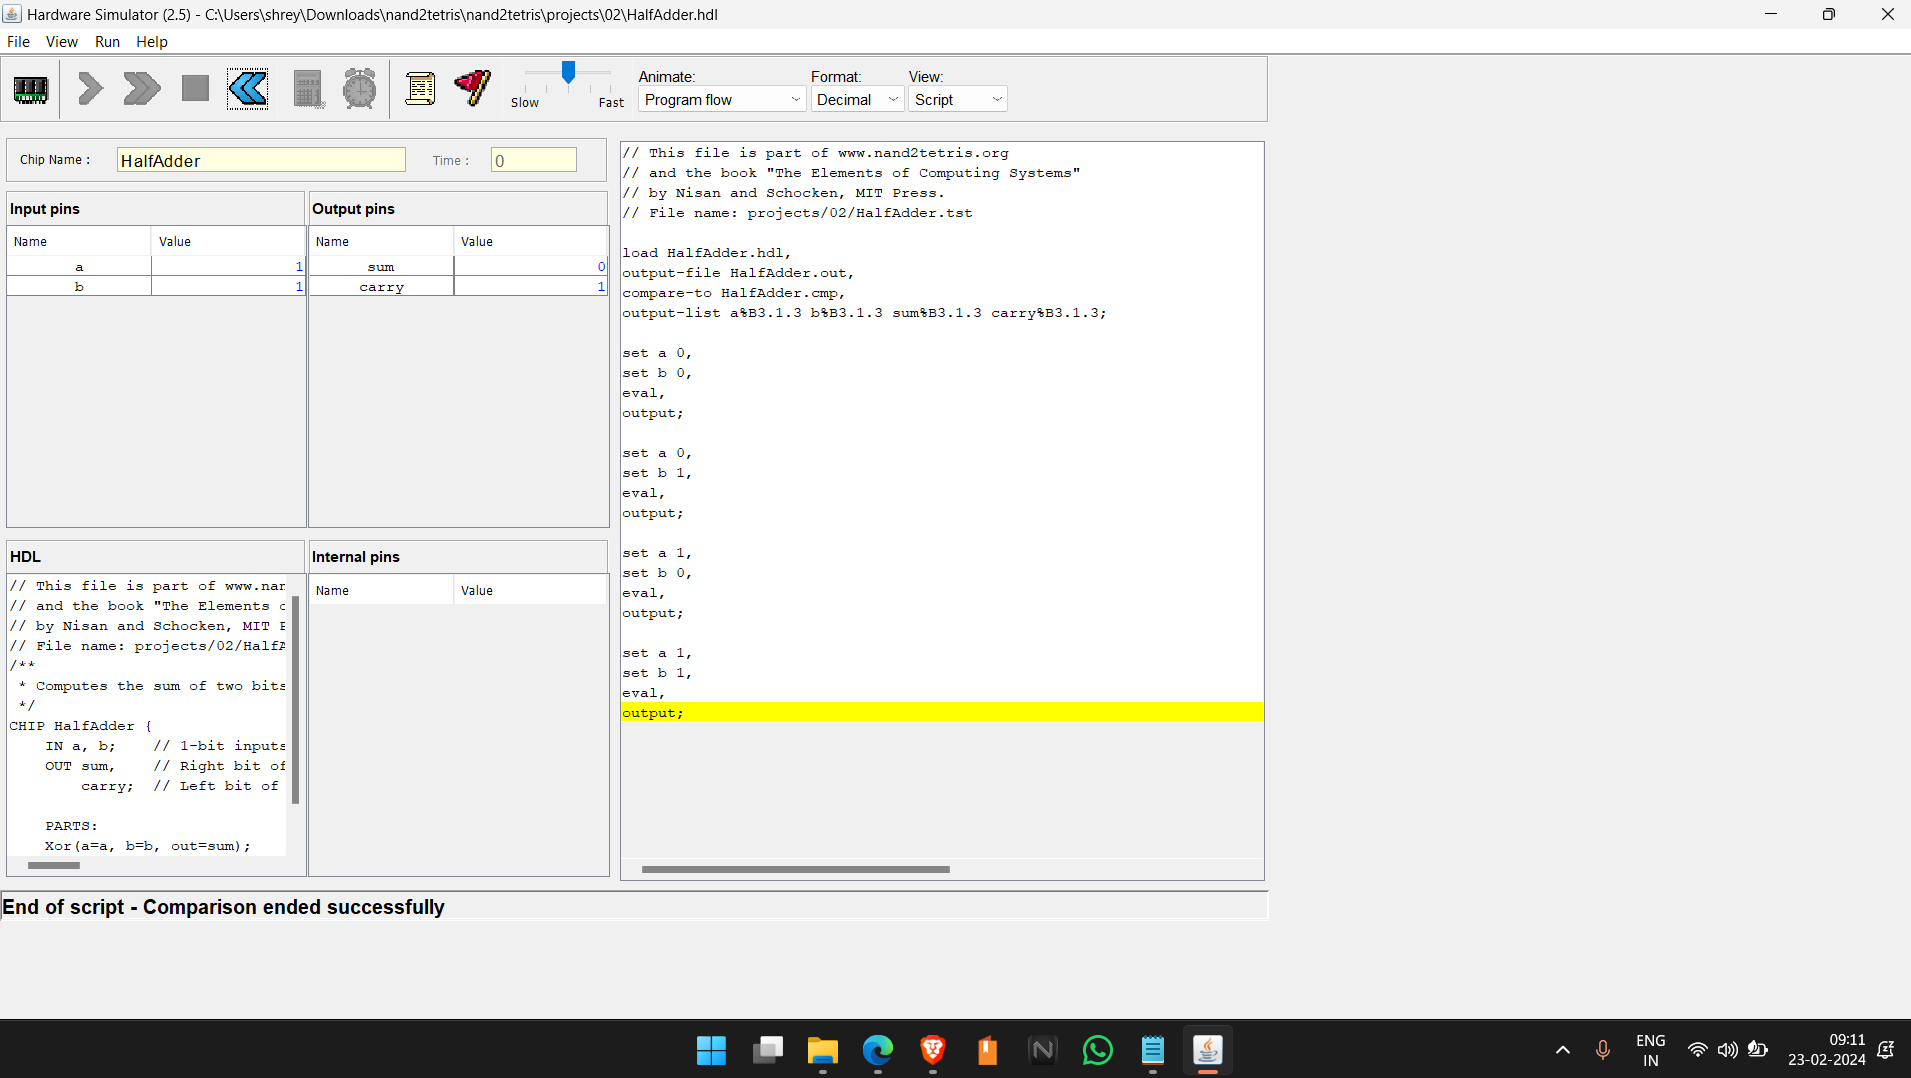 Hardware Simulator (2.5) - C:\Users\shrey\Downloads\nand2tetris\nand2tetris\projects\02\HalfAdder.hdl
File View Run Help
Slow Fast
Animate: Format: View:
Program flow Decimal Script
Chip Name : HalfAdder Time : 0
Input pins
Name Value
a 1
b 1
Output pins
Name Value
sum 0
carry 1
HDL
// This file is part of www.nan
// and the book "The Elements o
// by Nisan and Schocken, MIT P
// File name: projects/02/HalfA
/**
* Computes the sum of two bits
*/
CHIP HalfAdder {
IN a, b; // 1-bit inputs
OUT sum, // Right bit of
carry; // Left bit of
PARTS:
Xor(a=a, b=b, out=sum);
Internal pins
Name Value
// This file is part of www.nand2tetris.org
// and the book "The Elements of Computing Systems"
// by Nisan and Schocken, MIT Press.
// File name: projects/02/HalfAdder.tst
load HalfAdder.hdl,
output-file HalfAdder.out,
compare-to HalfAdder.cmp,
output-list a%B3.1.3 b%B3.1.3 sum%B3.1.3 carry%B3.1.3;
set a 0,
set b 0,
eval,
output;
set a 0,
set b 1,
eval,
output;
set a 1,
set b 0,
eval,
output;
set a 1,
set b 1,
eval,
output;
End of script - Comparison ended successfully
ENG
IN
09:11
23-02-2024